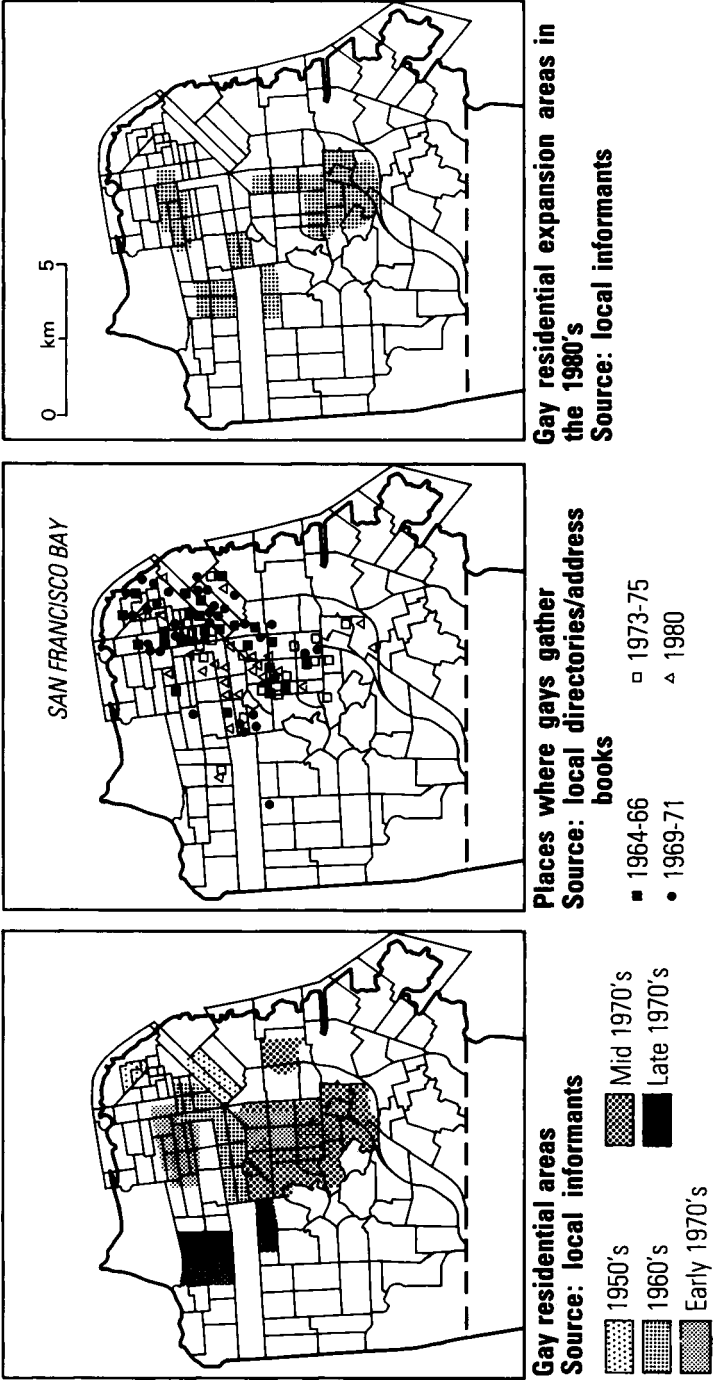 Gay residential areas
Source: local informants
1950's
1960's
Early 1970's
Mid 1970's
Late 1970's
SAN FRANCISCO BAY
Places where gays gather
Source: local directories/address
books
1964-66
1969-71
1973-75
1980
0 km 5
Gay residential expansion areas in
the 1980's
Source: local informants